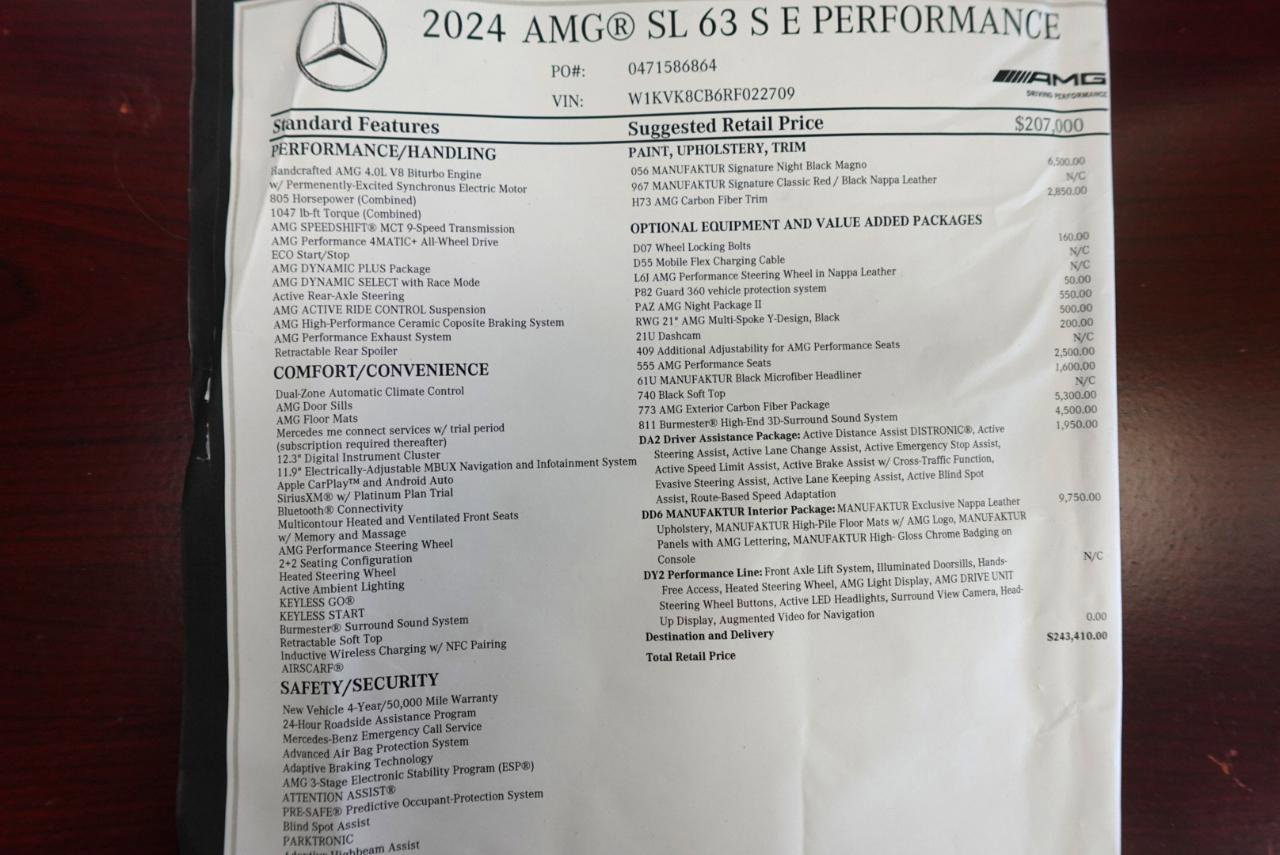 2024 AMG® SL 63 S E PERFORMANCE
PO#: 0471586864
VIN: W1KVK8CB6RF022709
AMG
DRIVING PERFORMANCE
Standard Features
PERFORMANCE/HANDLING
Handcrafted AMG 4.0L V8 Biturbo Engine
w/ Permenently-Excited Synchronus Electric Motor
805 Horsepower (Combined)
1047 lb-ft Torque (Combined)
AMG SPEEDSHIFT® MCT 9-Speed Transmission
AMG Performance 4MATIC+ All-Wheel Drive
ECO Start/Stop
AMG DYNAMIC PLUS Package
AMG DYNAMIC SELECT with Race Mode
Active Rear-Axle Steering
AMG ACTIVE RIDE CONTROL Suspension
AMG High-Performance Ceramic Coposite Braking System
AMG Performance Exhaust System
Retractable Rear Spoiler
COMFORT/CONVENIENCE
Dual-Zone Automatic Climate Control
AMG Door Sills
AMG Floor Mats
Mercedes me connect services w/ trial period
(subscription required thereafter)
12.3" Digital Instrument Cluster
11.9" Electrically-Adjustable MBUX Navigation and Infotainment System
Apple CarPlay™ and Android Auto
SiriusXM® w/ Platinum Plan Trial
Bluetooth® Connectivity
Multicontour Heated and Ventilated Front Seats
w/ Memory and Massage
AMG Performance Steering Wheel
2+2 Seating Configuration
Heated Steering Wheel
Active Ambient Lighting
KEYLESS GO®
KEYLESS START
Burmester® Surround Sound System
Retractable Soft Top
Inductive Wireless Charging w/ NFC Pairing
AIRSCARF®
SAFETY/SECURITY
New Vehicle 4-Year/50,000 Mile Warranty
24-Hour Roadside Assistance Program
Mercedes-Benz Emergency Call Service
Advanced Air Bag Protection System
Adaptive Braking Technology
AMG 3-Stage Electronic Stability Program (ESP®)
ATTENTION ASSIST®
PRE-SAFE® Predictive Occupant-Protection System
Blind Spot Assist
PARKTRONIC
Adaptive Highbeam Assist
Suggested Retail Price $207,000
PAINT, UPHOLSTERY, TRIM
056 MANUFAKTUR Signature Night Black Magno 6,500.00
967 MANUFAKTUR Signature Classic Red / Black Nappa Leather N/C
H73 AMG Carbon Fiber Trim 2,850.00
OPTIONAL EQUIPMENT AND VALUE ADDED PACKAGES
D07 Wheel Locking Bolts 160.00
D55 Mobile Flex Charging Cable N/C
L6J AMG Performance Steering Wheel in Nappa Leather N/C
P82 Guard 360 vehicle protection system 50.00
PAZ AMG Night Package II 550.00
RWG 21" AMG Multi-Spoke Y-Design, Black 500.00
21U Dashcam 200.00
409 Additional Adjustability for AMG Performance Seats N/C
555 AMG Performance Seats 2,500.00
61U MANUFAKTUR Black Microfiber Headliner 1,600.00
740 Black Soft Top N/C
773 AMG Exterior Carbon Fiber Package 5,300.00
811 Burmester® High-End 3D-Surround Sound System 4,500.00
DA2 Driver Assistance Package: Active Distance Assist DISTRONIC®, Active 1,950.00
Steering Assist, Active Lane Change Assist, Active Emergency Stop Assist,
Active Speed Limit Assist, Active Brake Assist w/ Cross-Traffic Function,
Evasive Steering Assist, Active Lane Keeping Assist, Active Blind Spot
Assist, Route-Based Speed Adaptation
DD6 MANUFAKTUR Interior Package: MANUFAKTUR Exclusive Nappa Leather 9,750.00
Upholstery, MANUFAKTUR High-Pile Floor Mats w/ AMG Logo, MANUFAKTUR
Panels with AMG Lettering, MANUFAKTUR High- Gloss Chrome Badging on
Console
DY2 Performance Line: Front Axle Lift System, Illuminated Doorsills, Hands- N/C
Free Access, Heated Steering Wheel, AMG Light Display, AMG DRIVE UNIT
Steering Wheel Buttons, Active LED Headlights, Surround View Camera, Head-
Up Display, Augmented Video for Navigation
Destination and Delivery 0.00
Total Retail Price $243,410.00